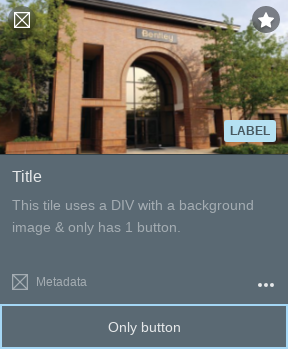 Bentley
LABEL
Title
This tile uses a DIV with a background
image & only has 1 button.
Metadata
Only button